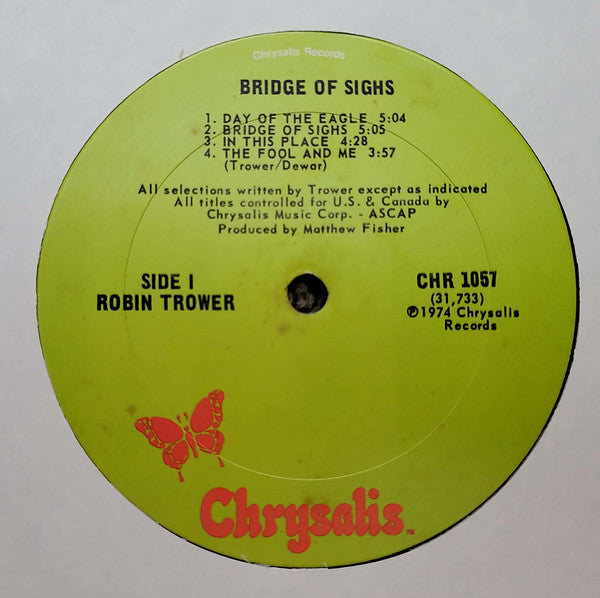 Chrysalis Records
BRIDGE OF SIGHS
1. DAY OF THE EAGLE 5:04
2. BRIDGE OF SIGHS 5:05
3. IN THIS PLACE 4:28
4. THE FOOL AND ME 3:57
(Trower/Dewar)
All selections written by Trower except as indicated
All titles controlled for U.S. & Canada by
Chrysalis Music Corp. - ASCAP
Produced by Matthew Fisher
SIDE I
ROBIN TROWER
CHR 1057
(31,733)
℗1974 Chrysalis
Records
Chrysalis™